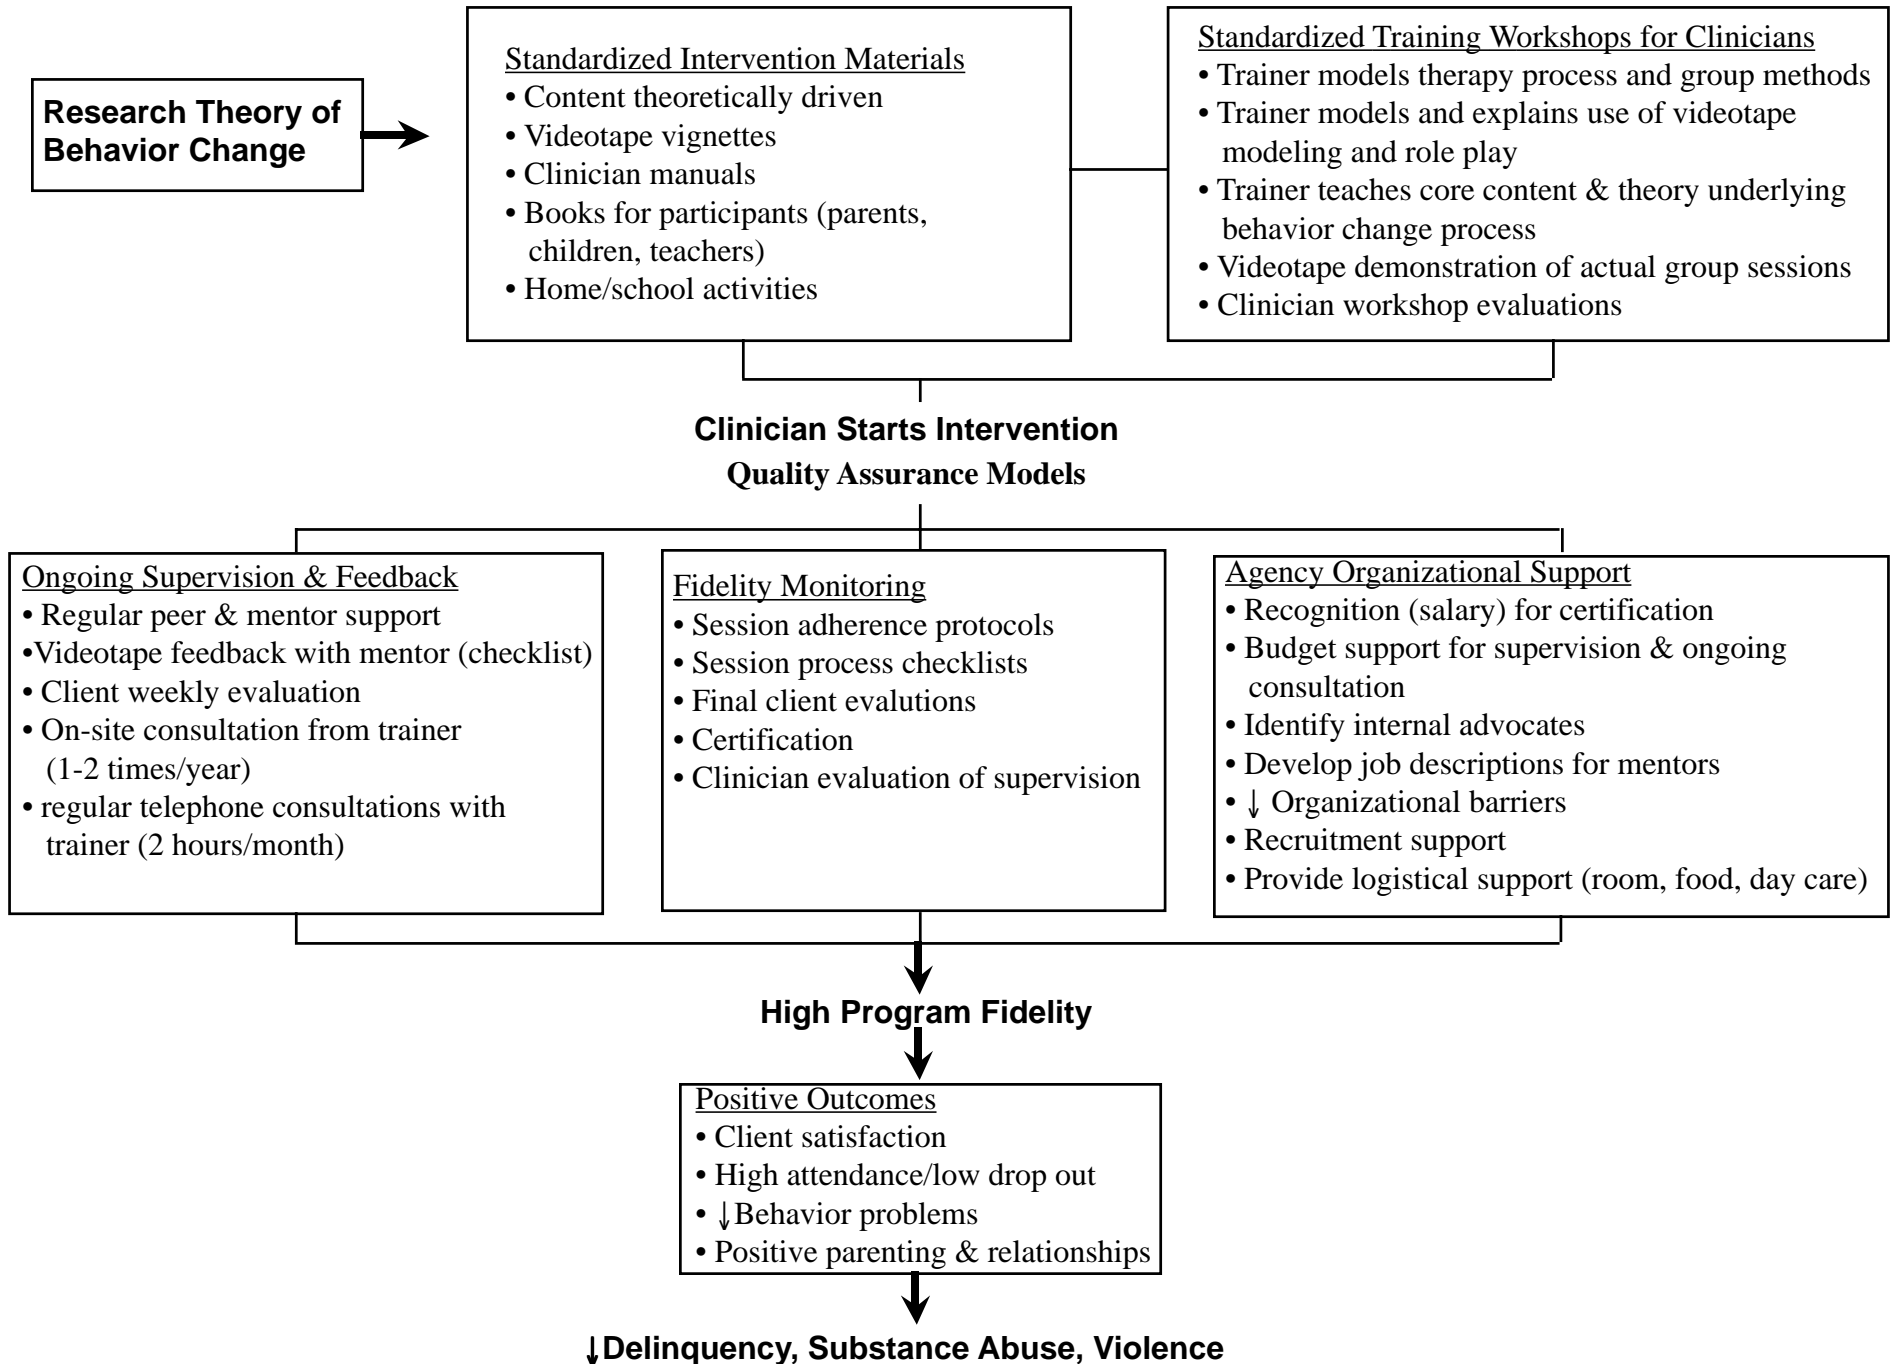 Research Theory of
Behavior Change
Standardized Intervention Materials
• Content theoretically driven
• Videotape vignettes
• Clinician manuals
• Books for participants (parents,
children, teachers)
• Home/school activities
Standardized Training Workshops for Clinicians
• Trainer models therapy process and group methods
• Trainer models and explains use of videotape
modeling and role play
• Trainer teaches core content & theory underlying
behavior change process
• Videotape demonstration of actual group sessions
• Clinician workshop evaluations
Clinician Starts Intervention
Quality Assurance Models
Ongoing Supervision & Feedback
• Regular peer & mentor support
•Videotape feedback with mentor (checklist)
• Client weekly evaluation
• On-site consultation from trainer
(1-2 times/year)
• regular telephone consultations with
trainer (2 hours/month)
Fidelity Monitoring
• Session adherence protocols
• Session process checklists
• Final client evalutions
• Certification
• Clinician evaluation of supervision
Agency Organizational Support
• Recognition (salary) for certification
• Budget support for supervision & ongoing
consultation
• Identify internal advocates
• Develop job descriptions for mentors
• ↓ Organizational barriers
• Recruitment support
• Provide logistical support (room, food, day care)
High Program Fidelity
Positive Outcomes
• Client satisfaction
• High attendance/low drop out
• ↓Behavior problems
• Positive parenting & relationships
↓Delinquency, Substance Abuse, Violence